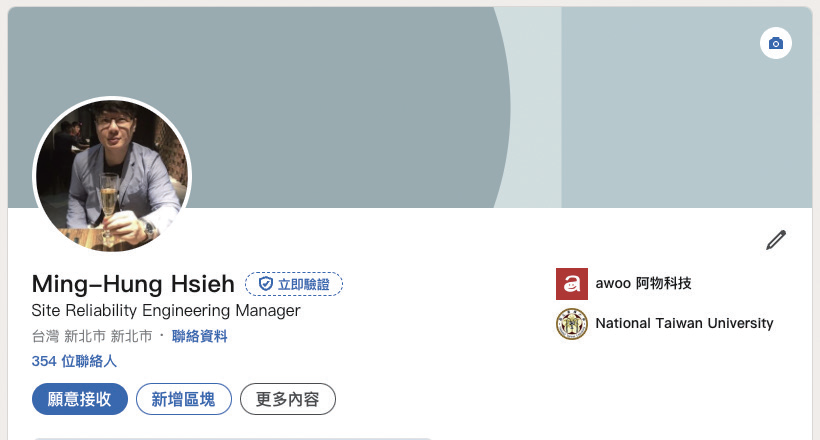 Ming-Hung Hsieh
立即驗證
Site Reliability Engineering Manager
台灣 新北市 新北市 · 聯絡資料
354 位聯絡人
願意接收
新增區塊
更多內容
a
awoo 阿物科技
National Taiwan University